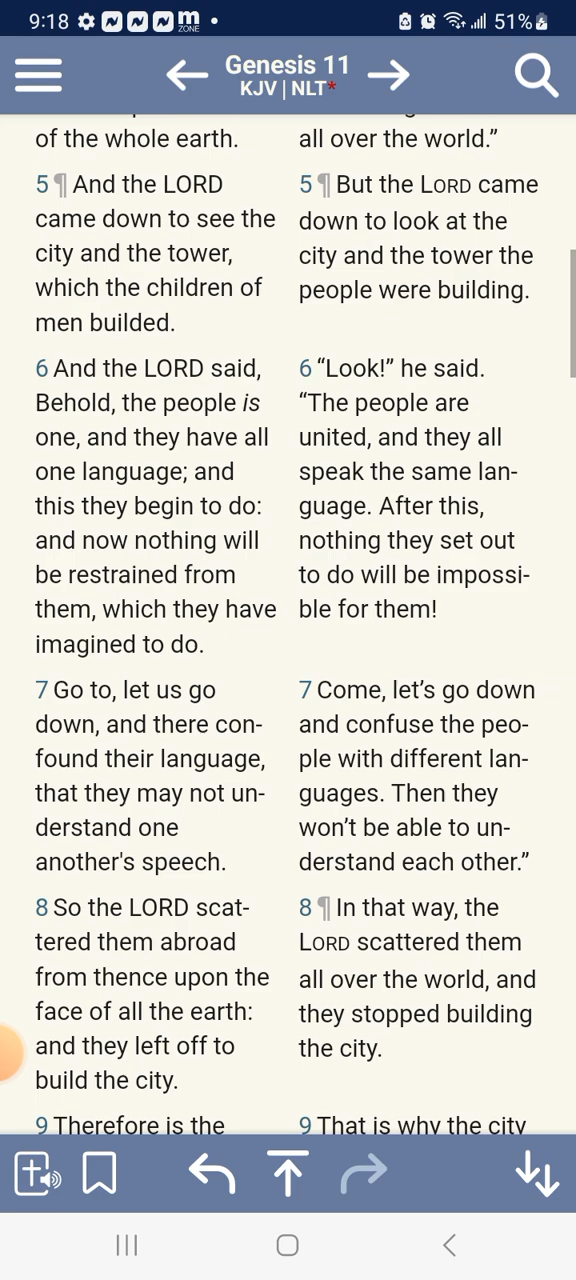 9:18
m
ZONE
51%
Genesis 11
KJV | NLT*
of the whole earth.
5 ¶ And the LORD
came down to see the
city and the tower,
which the children of
men builded.
6 And the LORD said,
Behold, the people is
one, and they have all
one language; and
this they begin to do:
and now nothing will
be restrained from
them, which they have
imagined to do.
7 Go to, let us go
down, and there con-
found their language,
that they may not un-
derstand one
another's speech.
8 So the LORD scat-
tered them abroad
from thence upon the
face of all the earth:
and they left off to
build the city.
9 Therefore is the
all over the world.”
5 ¶ But the LORD came
down to look at the
city and the tower the
people were building.
6 “Look!” he said.
“The people are
united, and they all
speak the same lan-
guage. After this,
nothing they set out
to do will be impossi-
ble for them!
7 Come, let’s go down
and confuse the peo-
ple with different lan-
guages. Then they
won’t be able to un-
derstand each other.”
8 ¶ In that way, the
LORD scattered them
all over the world, and
they stopped building
the city.
9 That is why the city